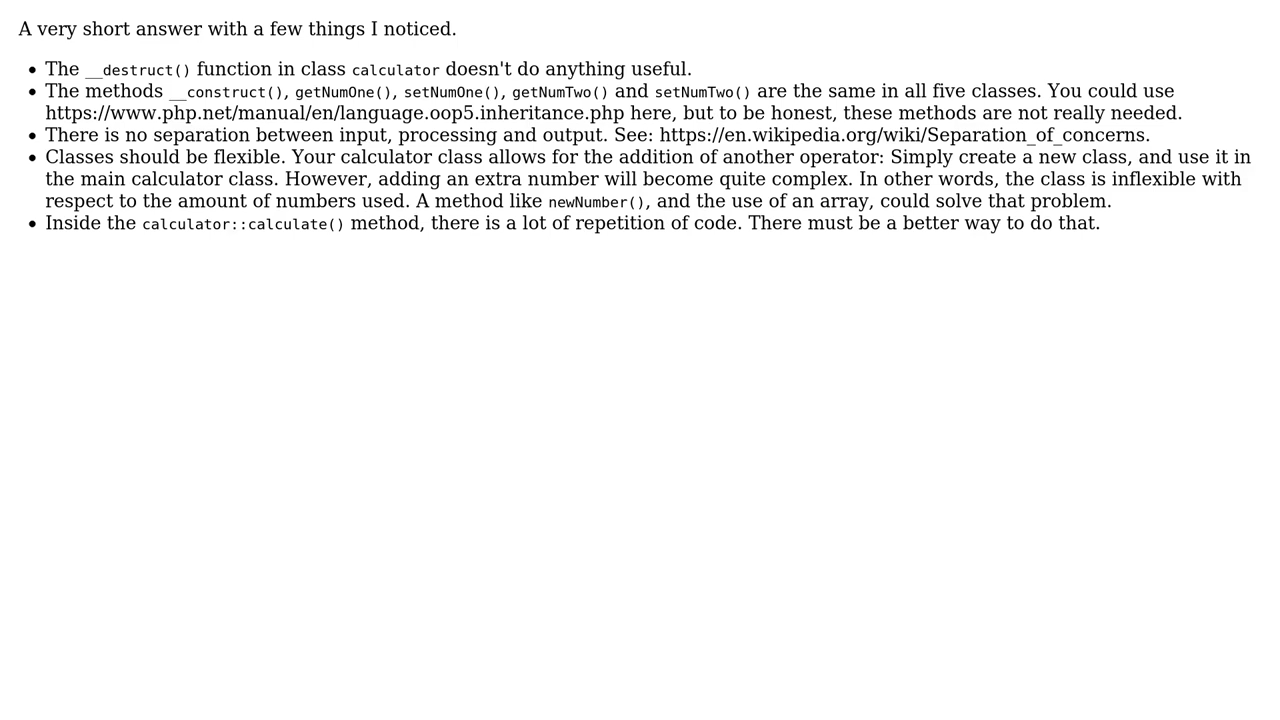 A very short answer with a few things I noticed.
• The __destruct() function in class calculator doesn't do anything useful.
• The methods __construct(), getNumOne(), setNumOne(), getNumTwo() and setNumTwo() are the same in all five classes. You could use
https://www.php.net/manual/en/language.oop5.inheritance.php here, but to be honest, these methods are not really needed.
• There is no separation between input, processing and output. See: https://en.wikipedia.org/wiki/Separation_of_concerns.
• Classes should be flexible. Your calculator class allows for the addition of another operator: Simply create a new class, and use it in
the main calculator class. However, adding an extra number will become quite complex. In other words, the class is inflexible with
respect to the amount of numbers used. A method like newNumber(), and the use of an array, could solve that problem.
• Inside the calculator::calculate() method, there is a lot of repetition of code. There must be a better way to do that.